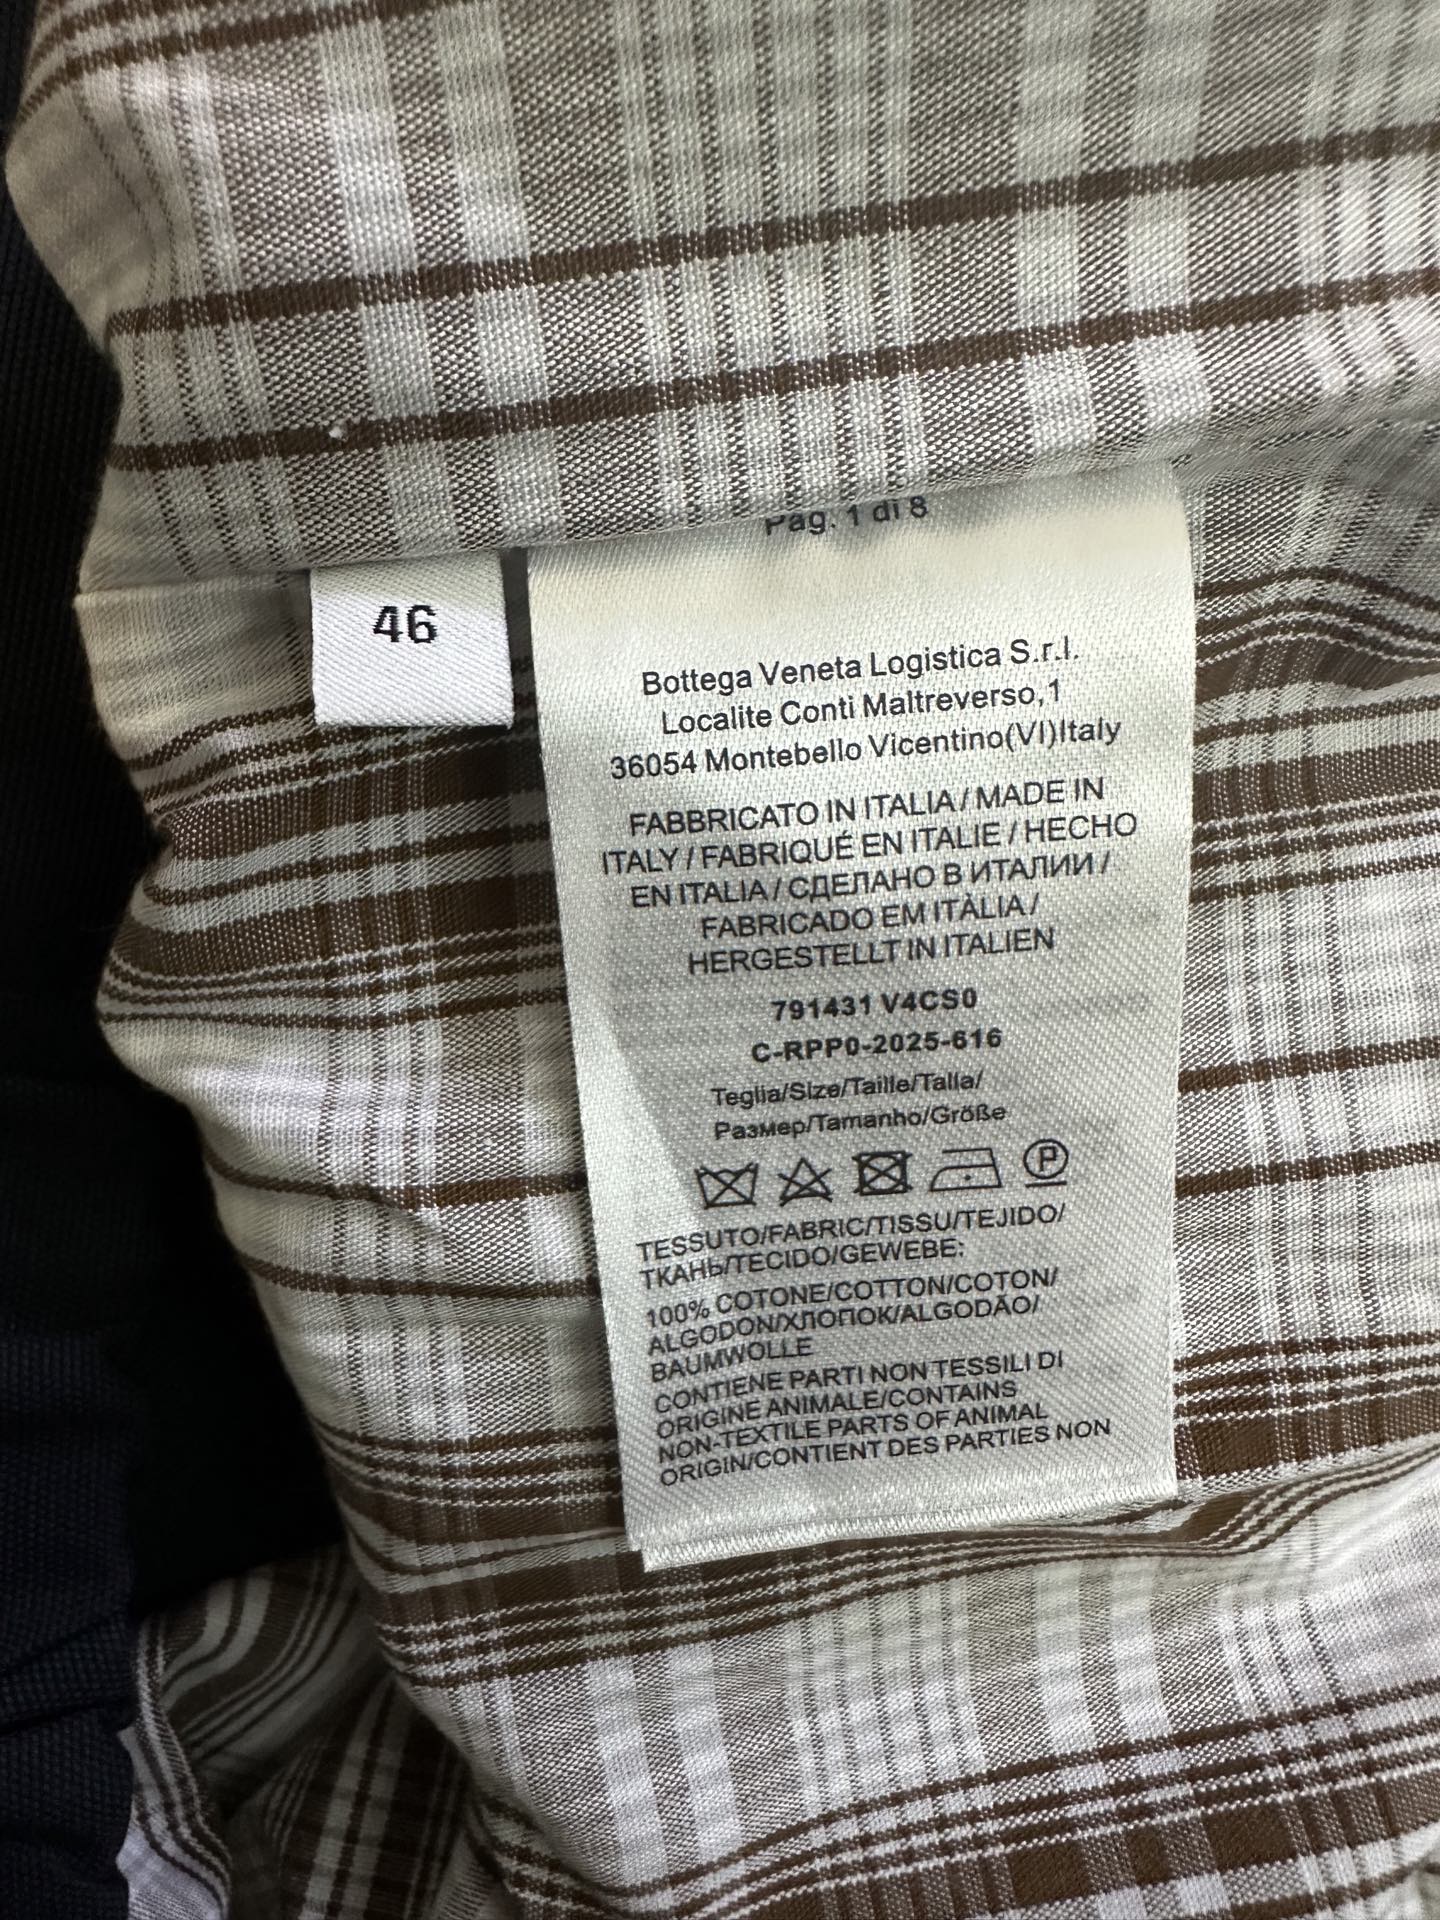 Pag. 1 di 8
46
Bottega Veneta Logistica S.r.l.
Localite Conti Maltreverso,1
36054 Montebello Vicentino(VI)Italy
FABBRICATO IN ITALIA / MADE IN
ITALY / FABRIQUÉ EN ITALIE / HECHO
EN ITALIA / СДЕЛАНО В ИТАЛИИ /
FABRICADO EM ITÀLIA /
HERGESTELLT IN ITALIEN
791431 V4CS0
C-RPP0-2025-616
Teglia/Size/Taille/Talla/
Размер/Tamanho/Größe
P
TESSUTO/FABRIC/TISSU/TEJIDO/
ТКАНЬ/TECIDO/GEWEBE:
100% COTONE/COTTON/COTON/
ALGODON/ХЛОПОК/ALGODÃO/
BAUMWOLLE
CONTIENE PARTI NON TESSILI DI
ORIGINE ANIMALE/CONTAINS
NON-TEXTILE PARTS OF ANIMAL
ORIGIN/CONTIENT DES PARTIES NON